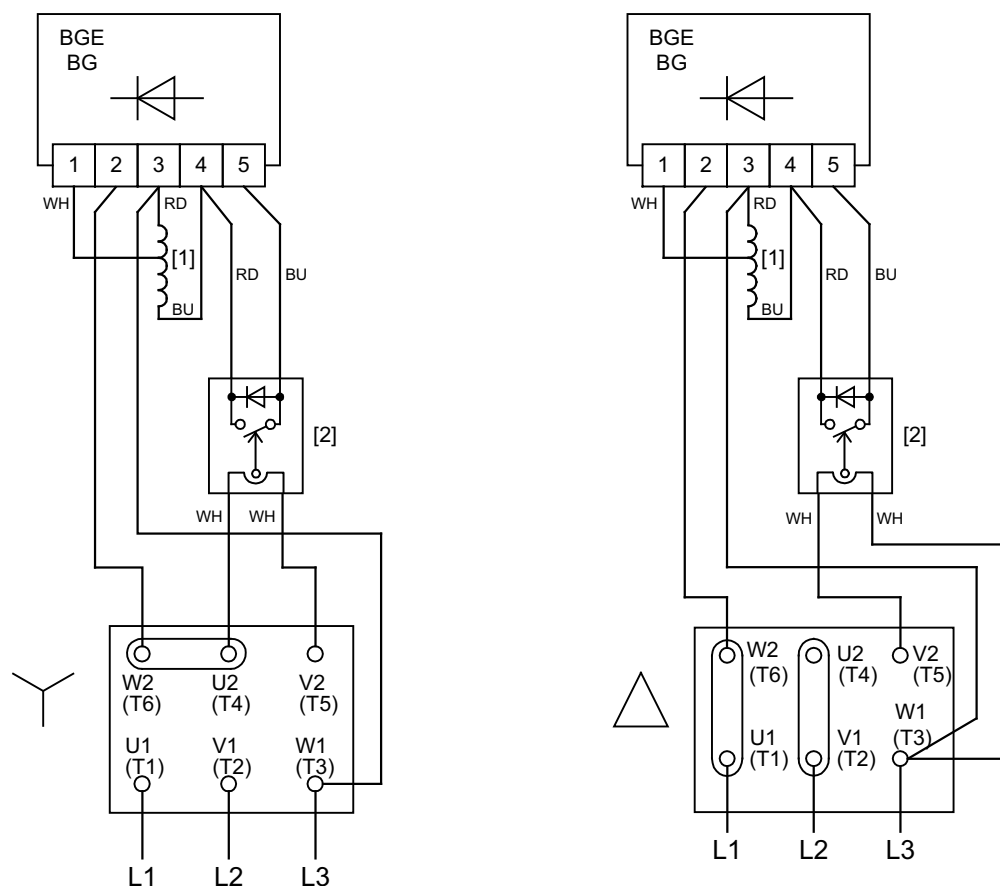 BGE
BG
1 2 3 4 5
WH
RD
[1]
BU
RD
BU
[2]
WH WH
W2 U2 V2
(T6) (T4) (T5)
U1 V1 W1
(T1) (T2) (T3)
L1 L2 L3
BGE
BG
1 2 3 4 5
WH
RD
[1]
BU
RD
BU
[2]
WH WH
W2 U2 V2
(T6) (T4) (T5)
W1
U1 V1 (T3)
(T1) (T2)
L1 L2 L3